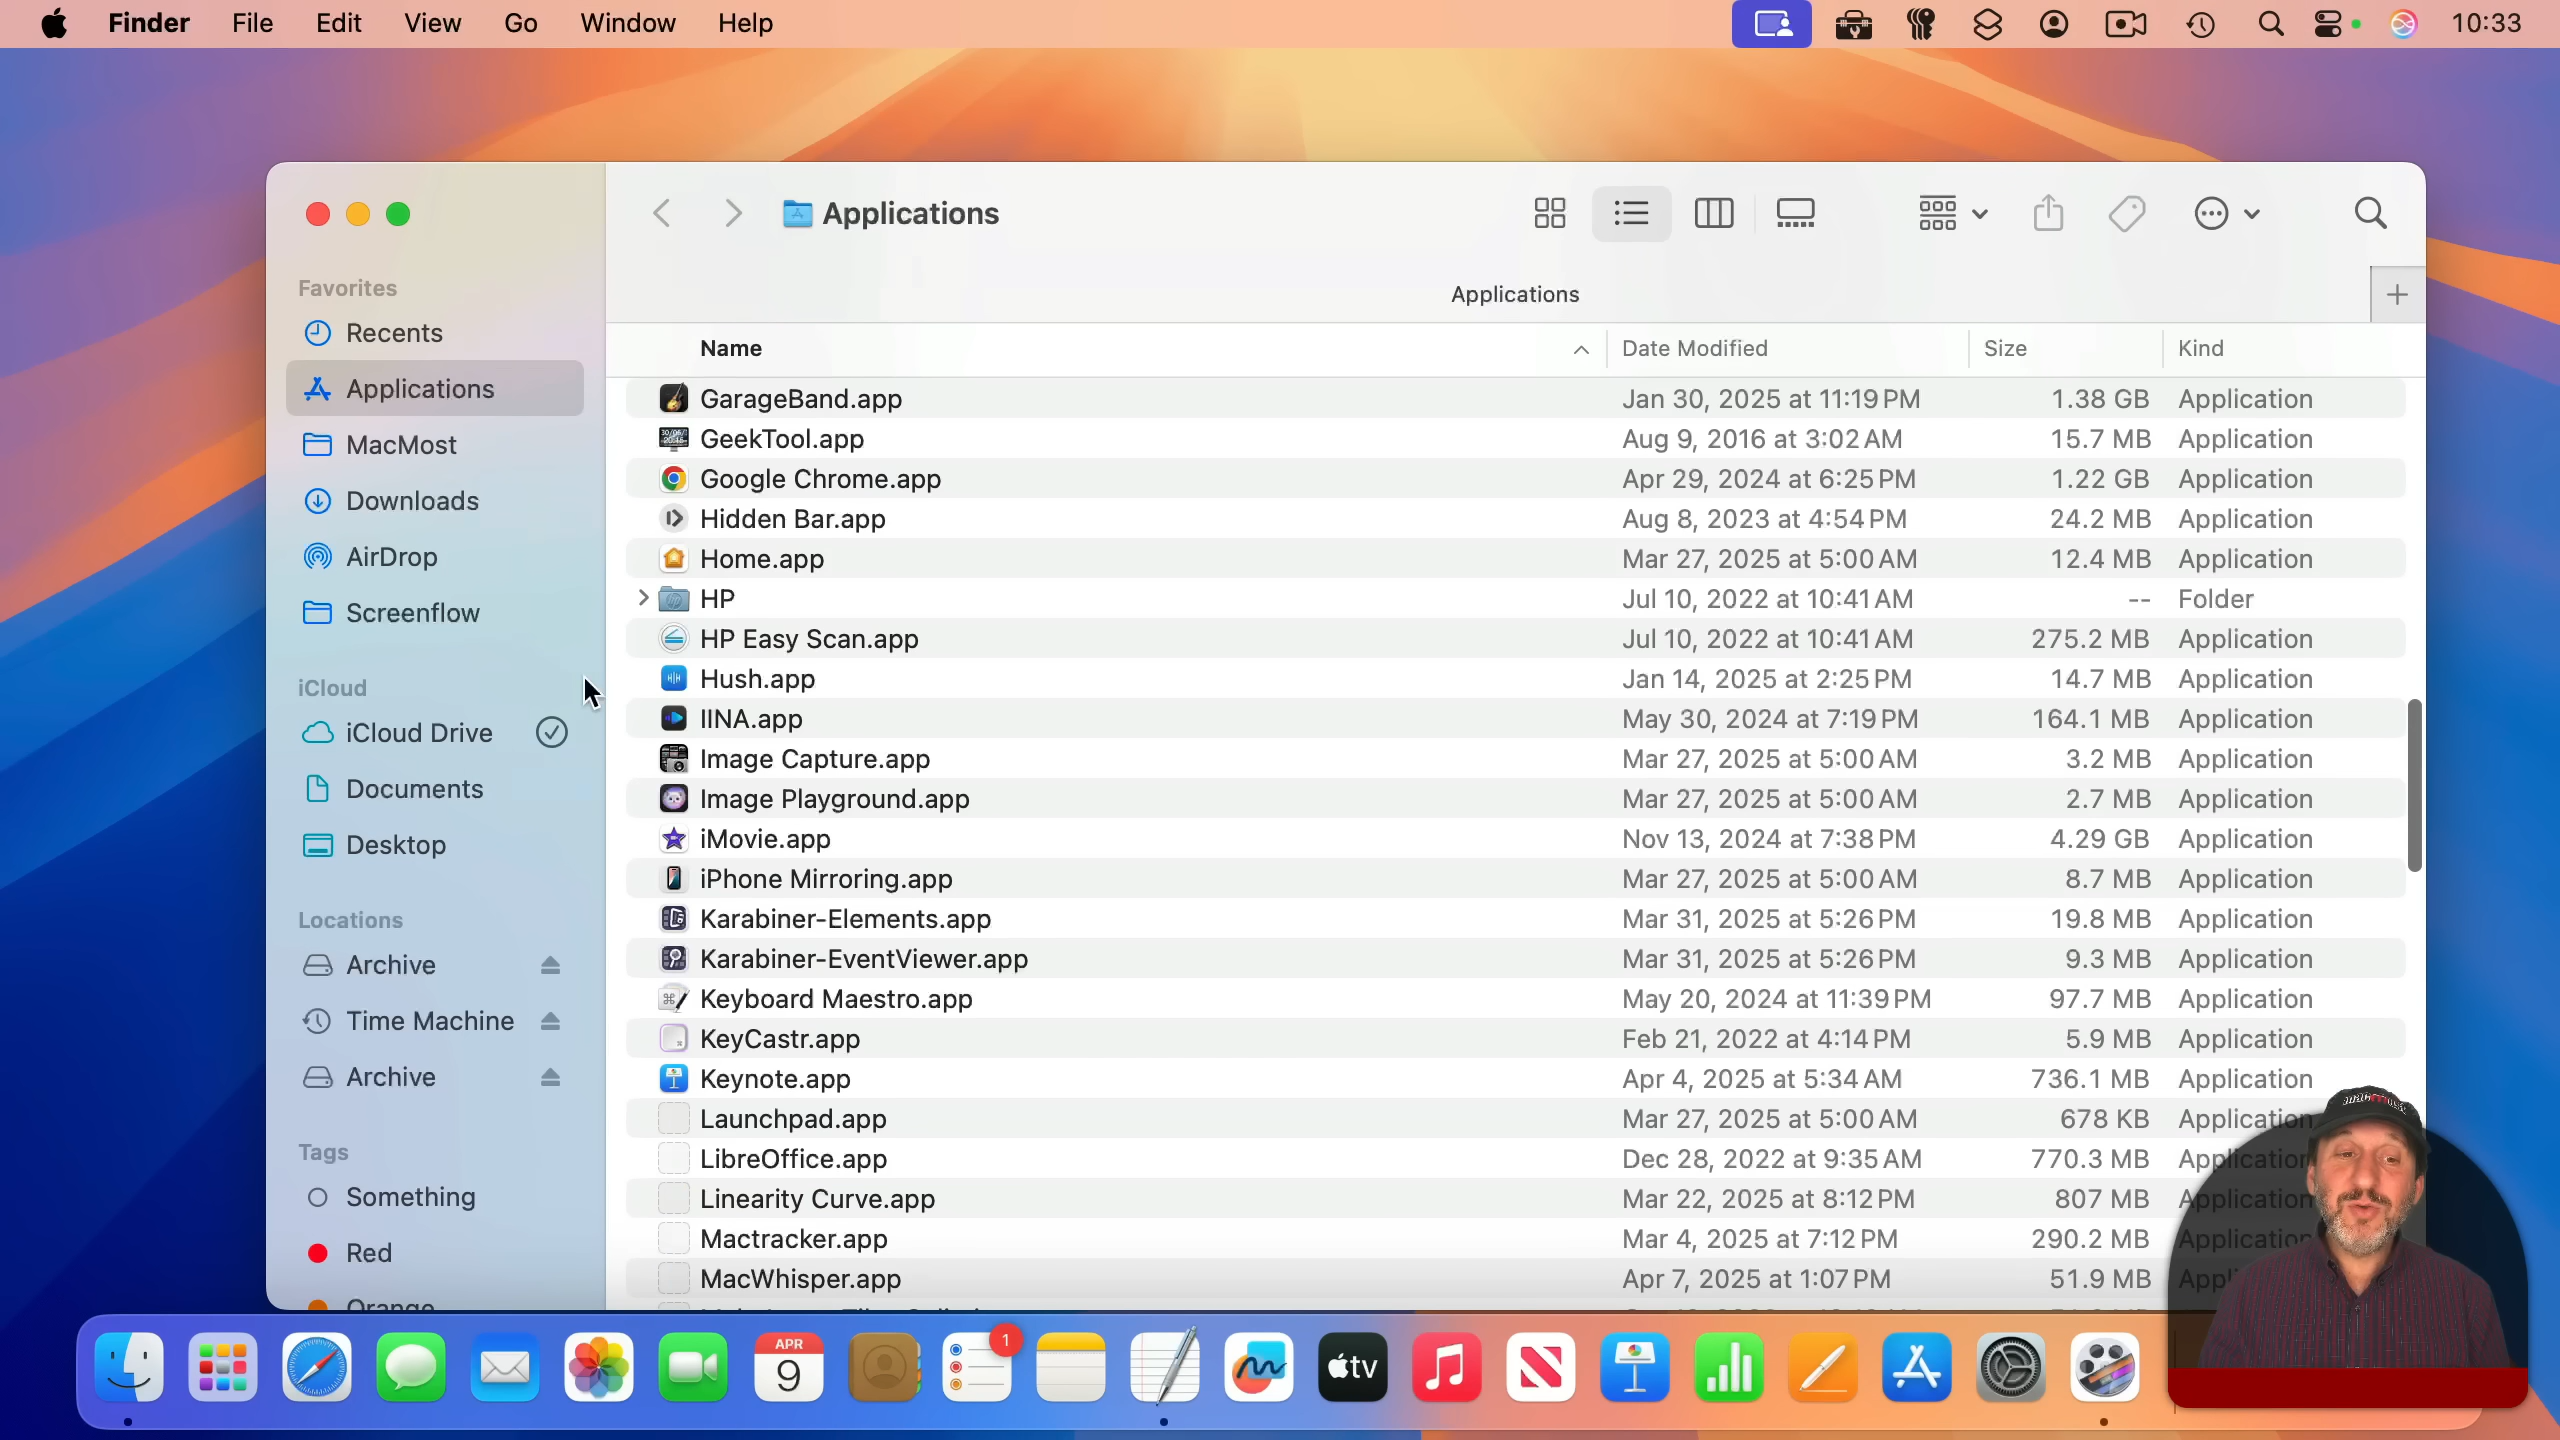 Finder File Edit View Go Window Help 10:33
Applications
Applications
Favorites
Recents
Applications
MacMost
Downloads
AirDrop
Screenflow
iCloud
iCloud Drive
Documents
Desktop
Locations
Archive
Time Machine
Archive
Tags
Something
Red
Orange
Name Date Modified Size Kind
GarageBand.app Jan 30, 2025 at 11:19 PM 1.38 GB Application
GeekTool.app Aug 9, 2016 at 3:02 AM 15.7 MB Application
Google Chrome.app Apr 29, 2024 at 6:25 PM 1.22 GB Application
Hidden Bar.app Aug 8, 2023 at 4:54 PM 24.2 MB Application
Home.app Mar 27, 2025 at 5:00 AM 12.4 MB Application
HP Jul 10, 2022 at 10:41 AM -- Folder
HP Easy Scan.app Jul 10, 2022 at 10:41 AM 275.2 MB Application
Hush.app Jan 14, 2025 at 2:25 PM 14.7 MB Application
IINA.app May 30, 2024 at 7:19 PM 164.1 MB Application
Image Capture.app Mar 27, 2025 at 5:00 AM 3.2 MB Application
Image Playground.app Mar 27, 2025 at 5:00 AM 2.7 MB Application
iMovie.app Nov 13, 2024 at 7:38 PM 4.29 GB Application
iPhone Mirroring.app Mar 27, 2025 at 5:00 AM 8.7 MB Application
Karabiner-Elements.app Mar 31, 2025 at 5:26 PM 19.8 MB Application
Karabiner-EventViewer.app Mar 31, 2025 at 5:26 PM 9.3 MB Application
Keyboard Maestro.app May 20, 2024 at 11:39 PM 97.7 MB Application
KeyCastr.app Feb 21, 2022 at 4:14 PM 5.9 MB Application
Keynote.app Apr 4, 2025 at 5:34 AM 736.1 MB Application
Launchpad.app Mar 27, 2025 at 5:00 AM 678 KB Application
LibreOffice.app Dec 28, 2022 at 9:35 AM 770.3 MB Application
Linearity Curve.app Mar 22, 2025 at 8:12 PM 807 MB Application
Mactracker.app Mar 4, 2025 at 7:12 PM 290.2 MB Application
MacWhisper.app Apr 7, 2025 at 1:07 PM 51.9 MB
APR
9
1
tv